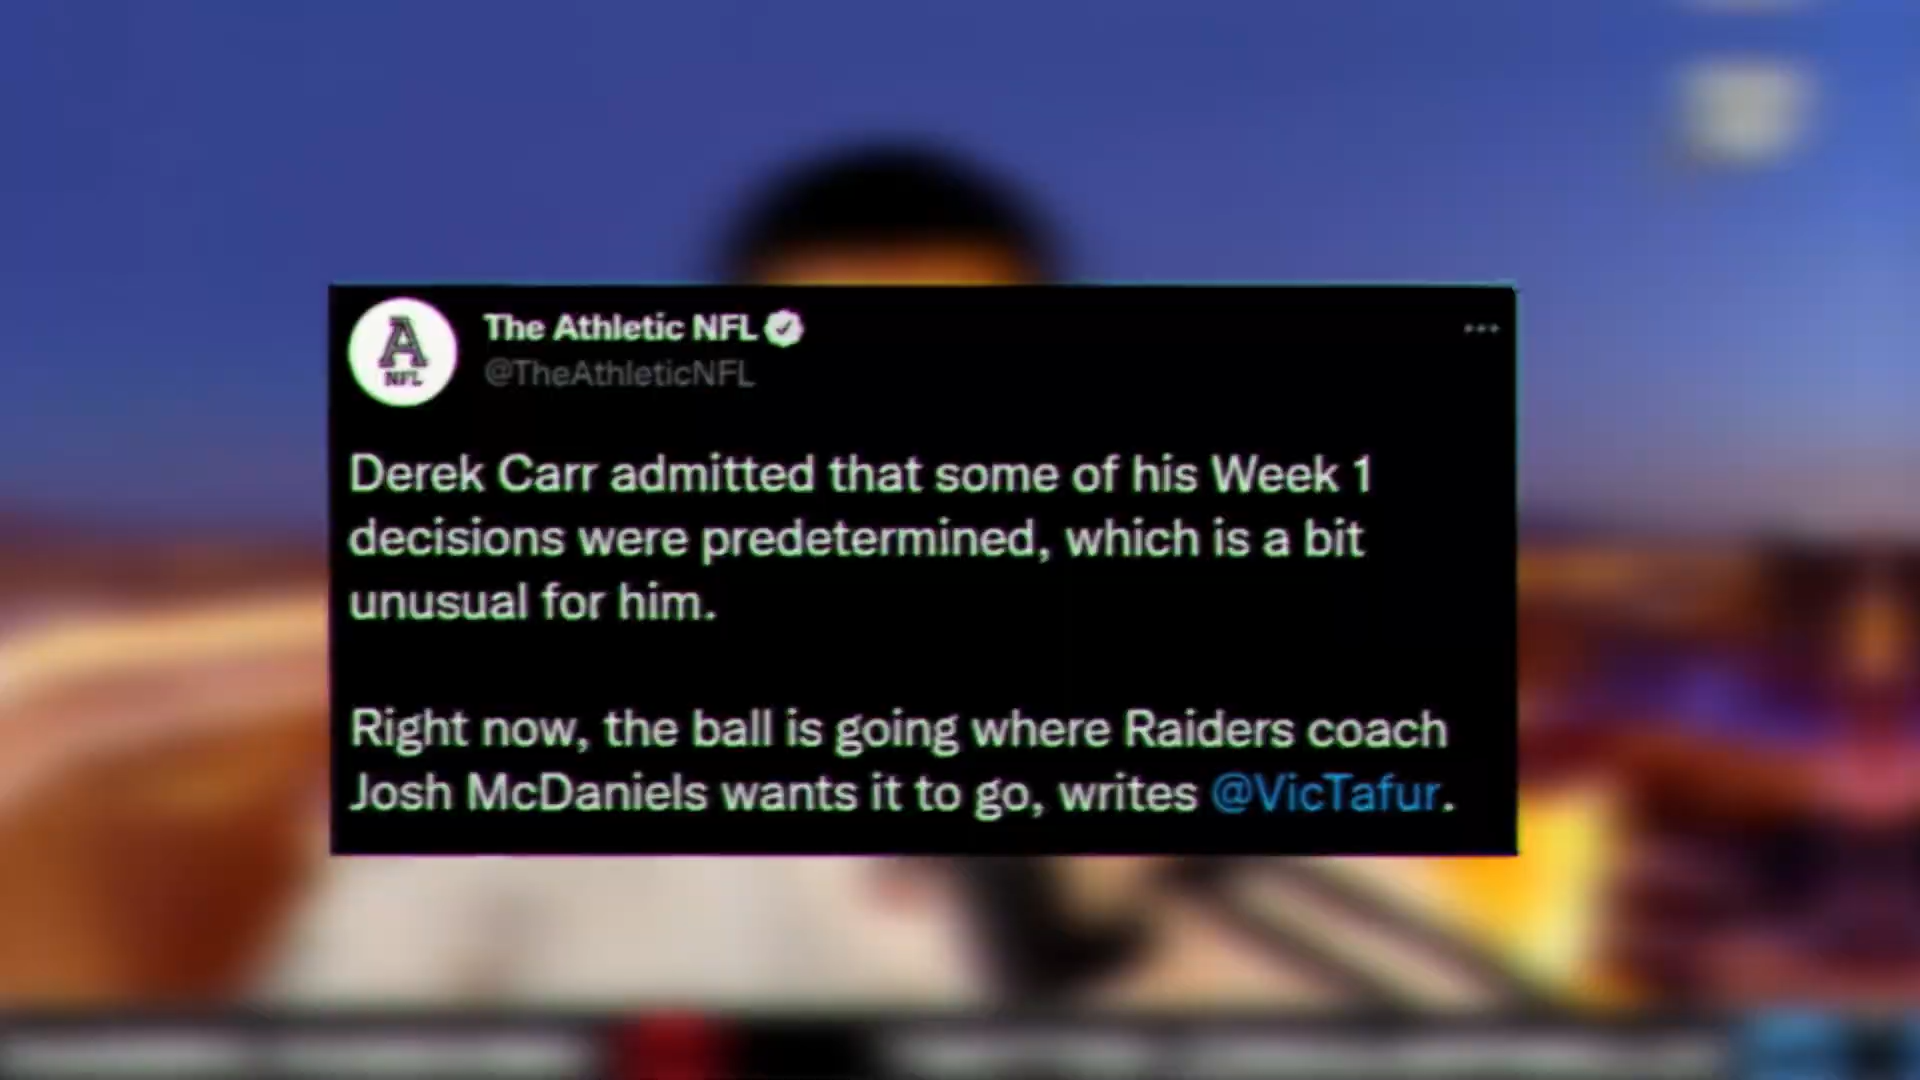 A
NFL
The Athletic NFL
@TheAthleticNFL
Derek Carr admitted that some of his Week 1
decisions were predetermined, which is a bit
unusual for him.
Right now, the ball is going where Raiders coach
Josh McDaniels wants it to go, writes @VicTafur.